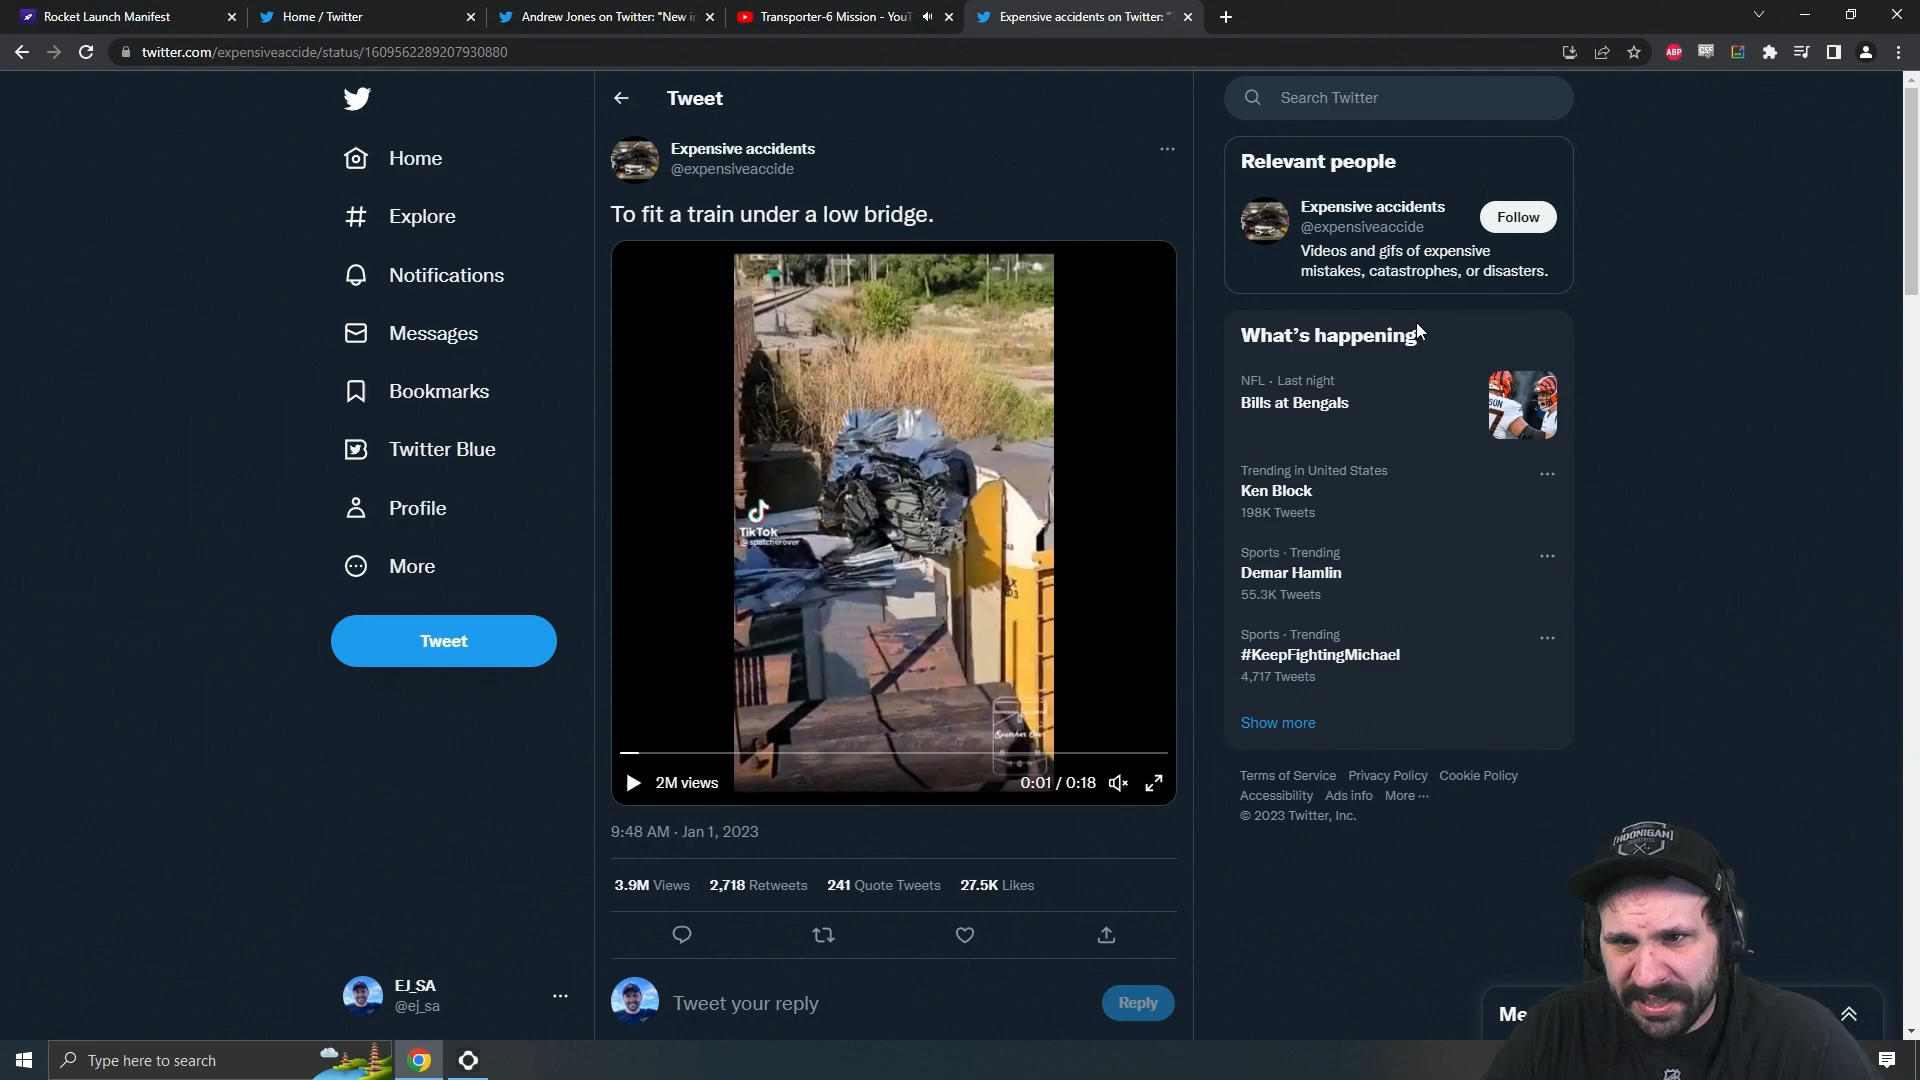 Rocket Launch Manifest
Home / Twitter
Andrew Jones on Twitter: "New i
Transporter-6 Mission - YouT
Expensive accidents on Twitter: "
twitter.com/expensiveaccide/status/1609562289207930880
ABP
Home
Explore
Notifications
Messages
Bookmarks
Twitter Blue
Profile
More
Tweet
EJ_SA
@ej_sa
Tweet
Expensive accidents
@expensiveaccide
To fit a train under a low bridge.
TikTok
@spatcherover
Spatcher Over
2M views
0:01 / 0:18
9:48 AM · Jan 1, 2023
3.9M Views 2,718 Retweets 241 Quote Tweets 27.5K Likes
Tweet your reply
Reply
Search Twitter
Relevant people
Expensive accidents
@expensiveaccide
Follow
Videos and gifs of expensive
mistakes, catastrophes, or disasters.
What's happening
NFL · Last night
Bills at Bengals
Trending in United States
Ken Block
198K Tweets
Sports · Trending
Demar Hamlin
55.3K Tweets
Sports · Trending
#KeepFightingMichael
4,717 Tweets
Show more
Terms of Service Privacy Policy Cookie Policy
Accessibility Ads info More ···
© 2023 Twitter, Inc.
HOONIGAN
Me
Type here to search